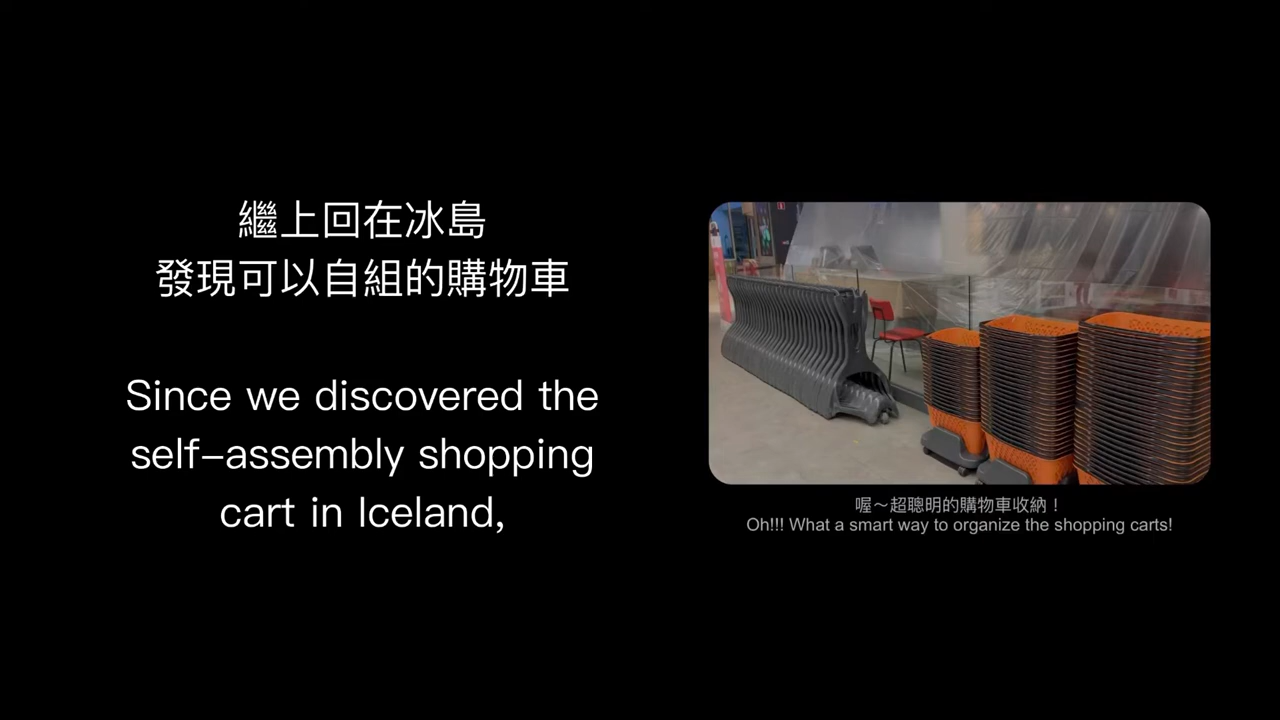 繼上回在冰島
發現可以自組的購物車
Since we discovered the
self-assembly shopping
cart in Iceland,
喔～超聰明的購物車收納！
Oh!!! What a smart way to organize the shopping carts!